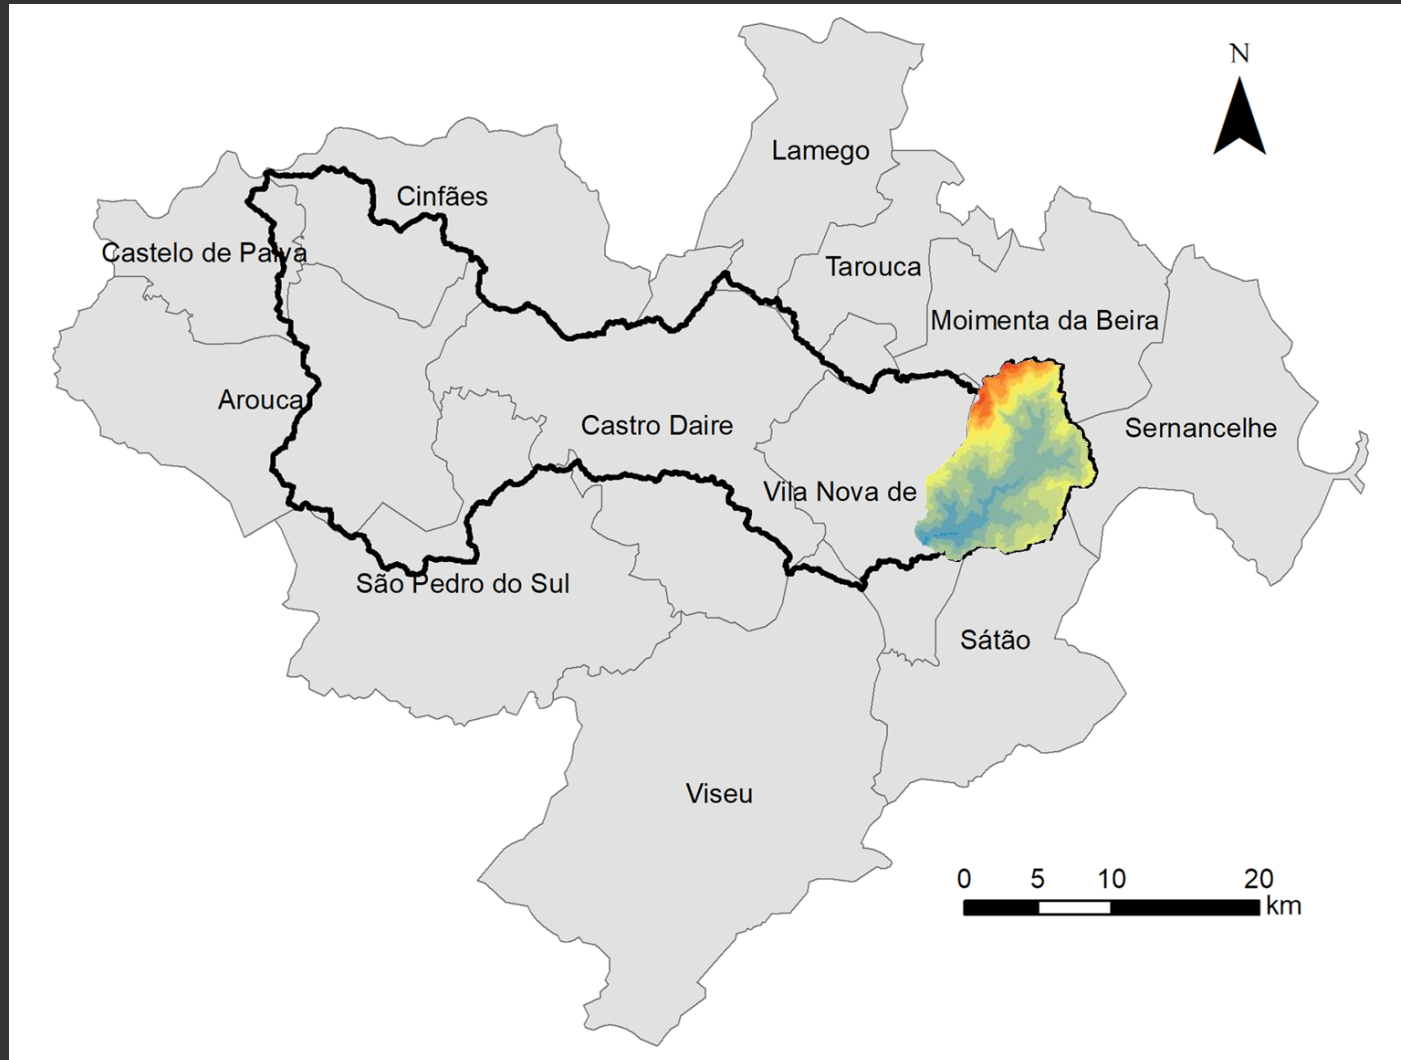 N
Lamego
Cinfães
Castelo de Paiva
Tarouca
Moimenta da Beira
Arouca
Castro Daire
Sernancelhe
Vila Nova de
São Pedro do Sul
Sátão
Viseu
0 5 10 20
km